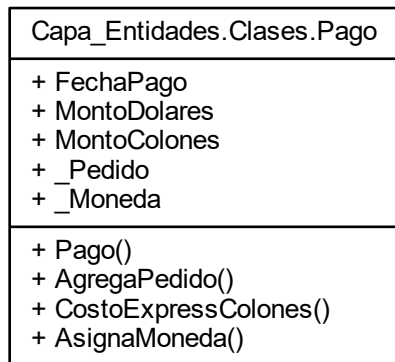 Capa_Entidades.Clases.Pago
+ FechaPago
+ MontoDolares
+ MontoColones
+ _Pedido
+ _Moneda
+ Pago()
+ AgregaPedido()
+ CostoExpressColones()
+ AsignaMoneda()